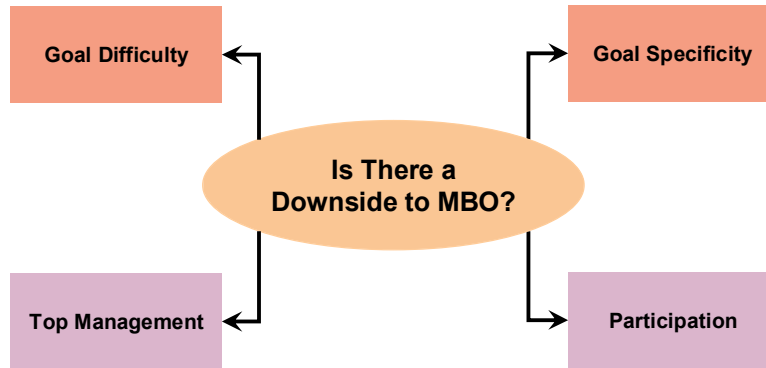 Goal Difficulty
Goal Specificity
Is There a
Downside to MBO?
Top Management
Participation